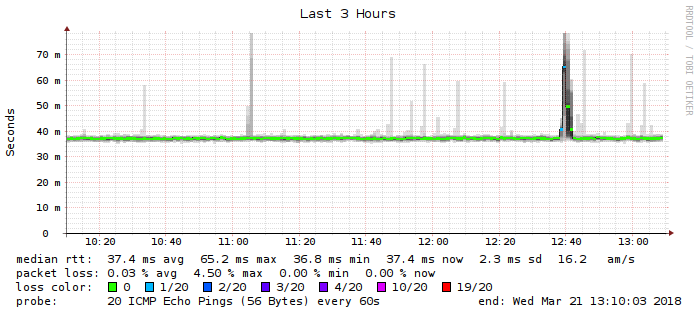 Last 3 Hours
RRDTOOL / TOBI OETIKER
Seconds
70 m
60 m
50 m
40 m
30 m
20 m
10 m
0
10:20 10:40 11:00 11:20 11:40 12:00 12:20 12:40 13:00
median rtt: 37.4 ms avg 65.2 ms max 36.8 ms min 37.4 ms now 2.3 ms sd 16.2 am/s
packet loss: 0.03 % avg 4.50 % max 0.00 % min 0.00 % now
loss color: 0 1/20 2/20 3/20 4/20 10/20 19/20
probe: 20 ICMP Echo Pings (56 Bytes) every 60s end: Wed Mar 21 13:10:03 2018